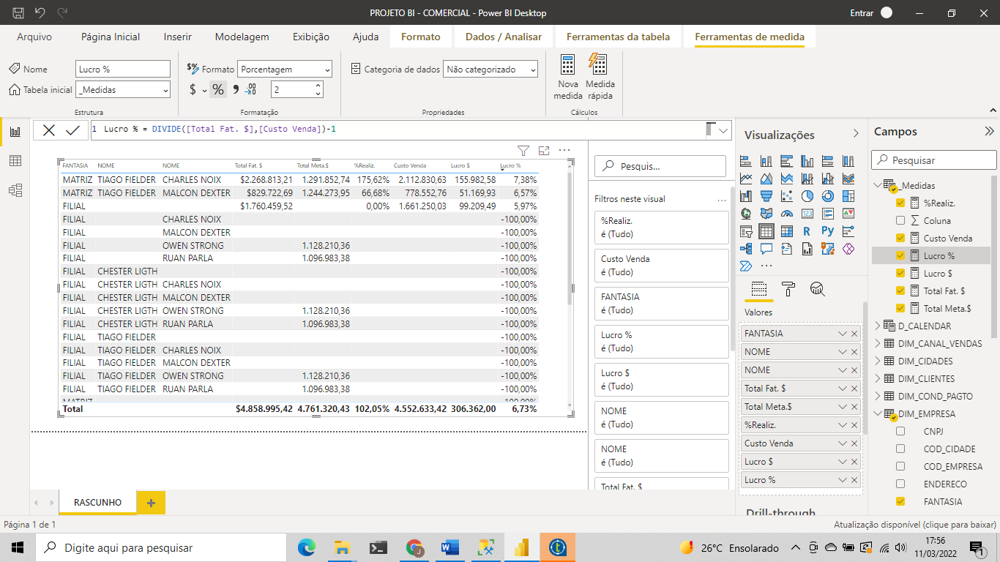 PROJETO BI - COMERCIAL - Power BI Desktop
Entrar
Arquivo Página Inicial Inserir Modelagem Exibição Ajuda Formato Dados / Analisar Ferramentas da tabela Ferramentas de medida
Nome Lucro %
Tabela inicial _Medidas
Estrutura
Formato Porcentagem
$ % 2
Formatação
Categoria de dados Não categorizado
Propriedades
Nova medida
Medida rápida
Cálculos
1 Lucro % = DIVIDE([Total Fat. $],[Custo Venda])-1
FANTASIA NOME NOME Total Fat. $ Total Meta.$ %Realiz. Custo Venda Lucro $ Lucro %
MATRIZ TIAGO FIELDER CHARLES NOIX $2.268.813,21 1.291.852,74 175,62% 2.112.830,63 155.982,58 7,38%
MATRIZ TIAGO FIELDER MALCON DEXTER $829.722,69 1.244.273,95 66,68% 778.552,76 51.169,93 6,57%
FILIAL $1.760.459,52 0,00% 1.661.250,03 99.209,49 5,97%
FILIAL CHARLES NOIX -100,00%
FILIAL MALCON DEXTER -100,00%
FILIAL OWEN STRONG 1.128.210,36 -100,00%
FILIAL RUAN PARLA 1.096.983,38 -100,00%
FILIAL CHESTER LIGTH -100,00%
FILIAL CHESTER LIGTH CHARLES NOIX -100,00%
FILIAL CHESTER LIGTH MALCON DEXTER -100,00%
FILIAL CHESTER LIGTH OWEN STRONG 1.128.210,36 -100,00%
FILIAL CHESTER LIGTH RUAN PARLA 1.096.983,38 -100,00%
FILIAL TIAGO FIELDER -100,00%
FILIAL TIAGO FIELDER CHARLES NOIX -100,00%
FILIAL TIAGO FIELDER MALCON DEXTER -100,00%
FILIAL TIAGO FIELDER OWEN STRONG 1.128.210,36 -100,00%
FILIAL TIAGO FIELDER RUAN PARLA 1.096.983,38 -100,00%
MATRIZ -100,00%
Total $4.858.995,42 4.761.320,43 102,05% 4.552.633,42 306.362,00 6,73%
Pesquis...
Filtros neste visual
%Realiz.
é (Tudo)
Custo Venda
é (Tudo)
FANTASIA
é (Tudo)
Lucro %
é (Tudo)
Lucro $
é (Tudo)
NOME
é (Tudo)
NOME
é (Tudo)
Total Fat. $
Visualizações
123
R Py
Valores
FANTASIA
NOME
NOME
Total Fat. $
Total Meta.$
%Realiz.
Custo Venda
Lucro $
Lucro %
Drill-through
Campos
Pesquisar
_Medidas
%Realiz.
Coluna
Custo Venda
Lucro %
Lucro $
Total Fat. $
Total Meta.$
D_CALENDAR
DIM_CANAL_VENDAS
DIM_CIDADES
DIM_CLIENTES
DIM_COND_PAGTO
DIM_EMPRESA
CNPJ
COD_CIDADE
COD_EMPRESA
ENDERECO
FANTASIA
RASCUNHO
Página 1 de 1
Atualização disponível (clique para baixar)
Digite aqui para pesquisar
26°C Ensolarado
17:56
11/03/2022
1